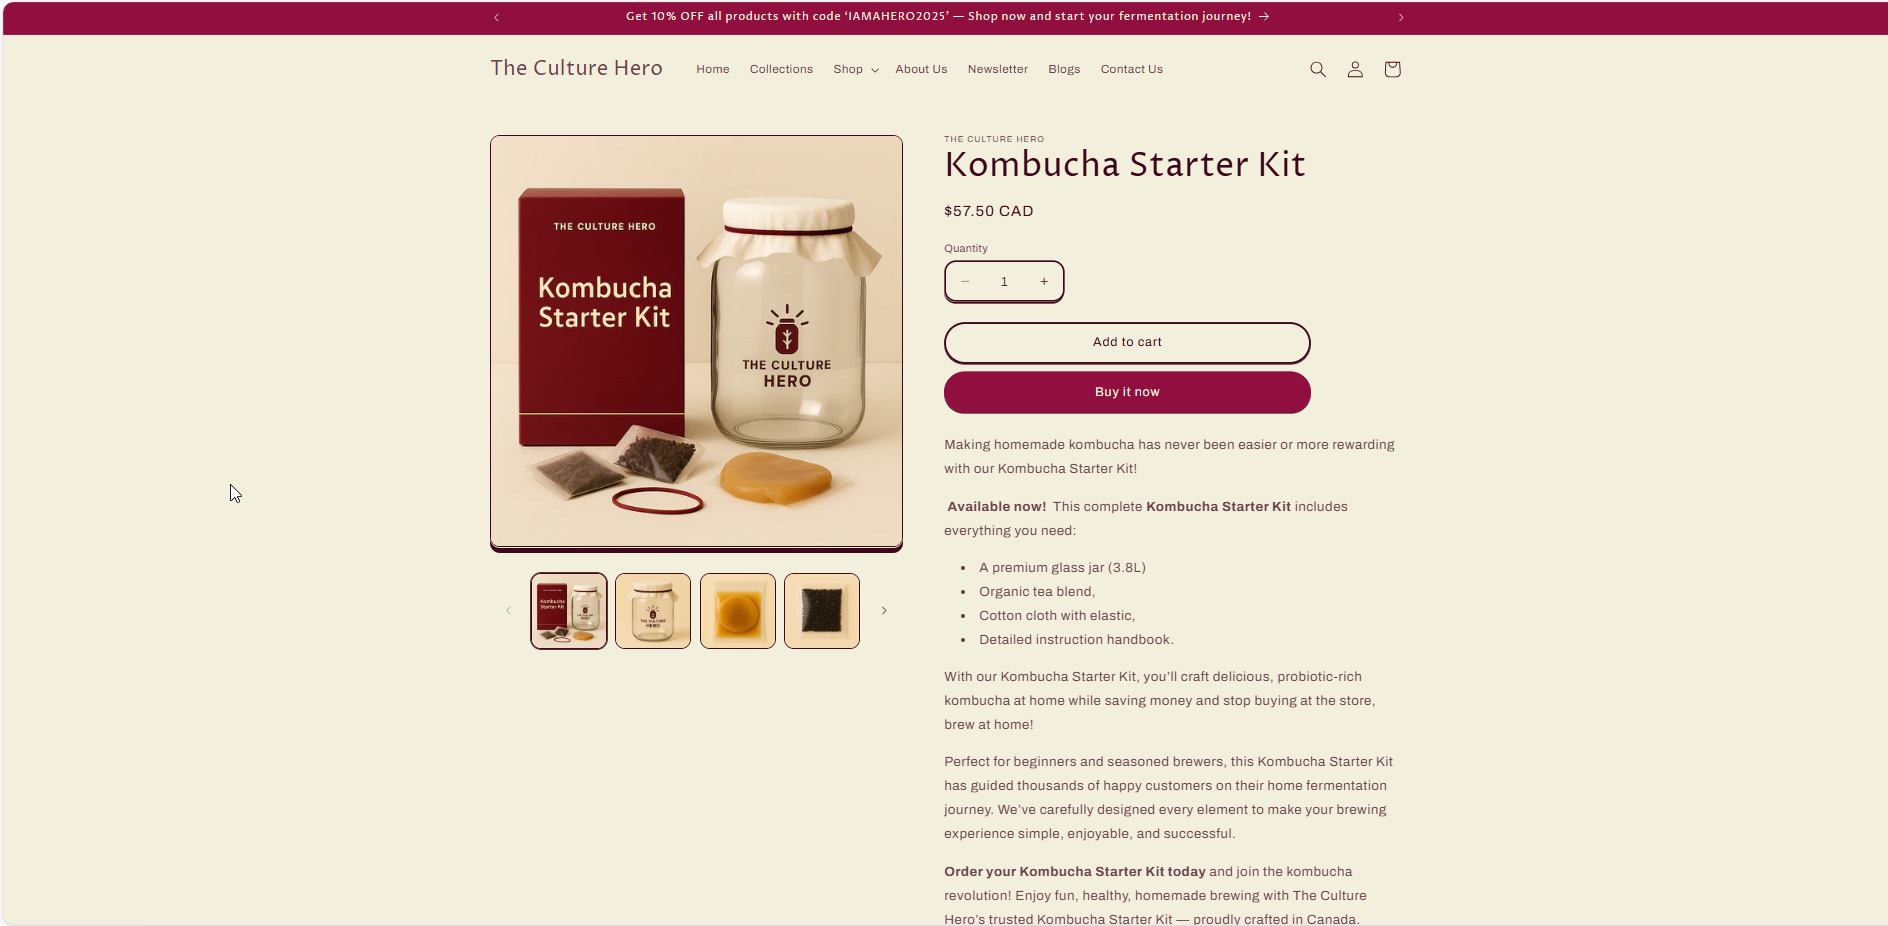 Get 10% OFF all products with code ‘IAMAHERO2025’ — Shop now and start your fermentation journey! →
The Culture Hero
Home
Collections
Shop
About Us
Newsletter
Blogs
Contact Us
THE CULTURE HERO
Kombucha
Starter Kit
THE CULTURE
HERO
Kombucha
Starter Kit
THE CULTURE
HERO
THE CULTURE HERO
Kombucha Starter Kit
$57.50 CAD
Quantity
− 1 +
Add to cart
Buy it now
Making homemade kombucha has never been easier or more rewarding
with our Kombucha Starter Kit!
Available now! This complete Kombucha Starter Kit includes
everything you need:
• A premium glass jar (3.8L)
• Organic tea blend,
• Cotton cloth with elastic,
• Detailed instruction handbook.
With our Kombucha Starter Kit, you’ll craft delicious, probiotic-rich
kombucha at home while saving money and stop buying at the store,
brew at home!
Perfect for beginners and seasoned brewers, this Kombucha Starter Kit
has guided thousands of happy customers on their home fermentation
journey. We’ve carefully designed every element to make your brewing
experience simple, enjoyable, and successful.
Order your Kombucha Starter Kit today and join the kombucha
revolution! Enjoy fun, healthy, homemade brewing with The Culture
Hero’s trusted Kombucha Starter Kit — proudly crafted in Canada.